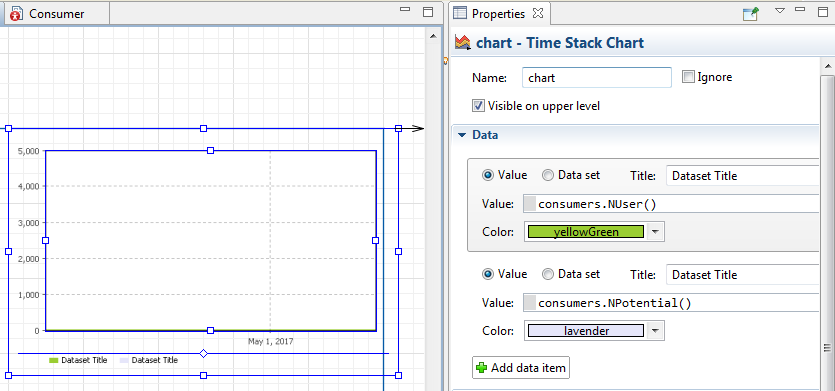 Consumer
5,000
4,000
3,000
2,000
1,000
0
May 1, 2017
Dataset Title Dataset Title
Properties
chart - Time Stack Chart
Name: chart Ignore
Visible on upper level
Data
Value Data set Title: Dataset Title
Value: consumers.NUser()
Color: yellowGreen
Value Data set Title: Dataset Title
Value: consumers.NPotential()
Color: lavender
Add data item